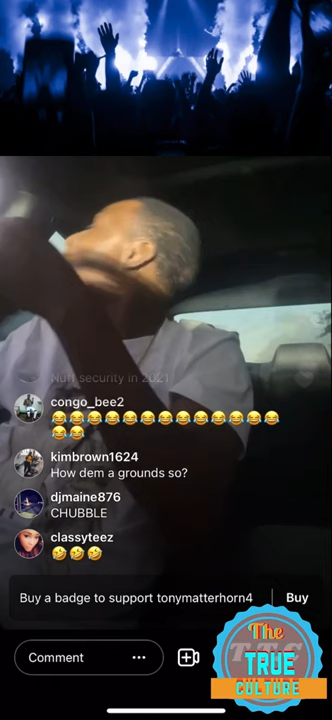 Nuff security in 2021
congo_bee2
😂😂😂😂😂😂😂😂😂😂😂😂😂
😂😂
kimbrown1624
How dem a grounds so?
djmaine876
CHUBBLE
classyteez
🤣🤣🤣
Buy a badge to support tonymatterhorn4 Buy
Comment
The
TTC
TRUE
CULTURE